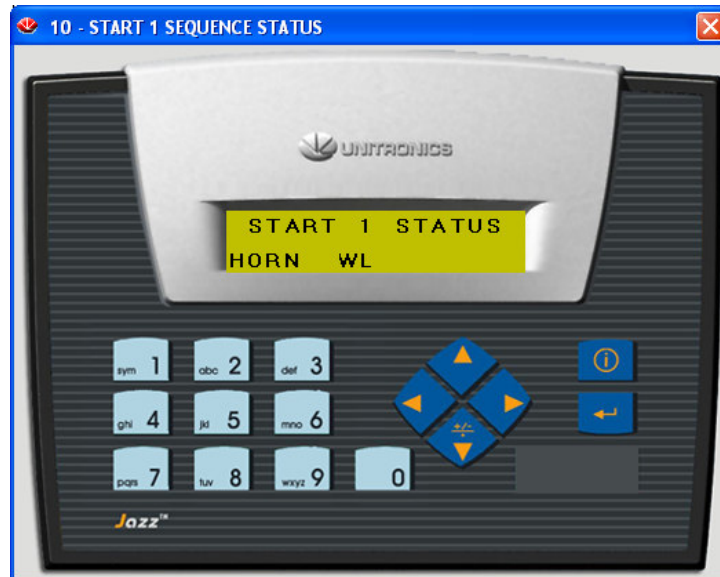 10 - START 1 SEQUENCE STATUS
UNITRONICS
START 1 STATUS
HORN WL
sym 1 abc 2 def 3
ghi 4 jkl 5 mno 6
pqrs 7 tuv 8 wxyz 9 0
+/-
Jazz™